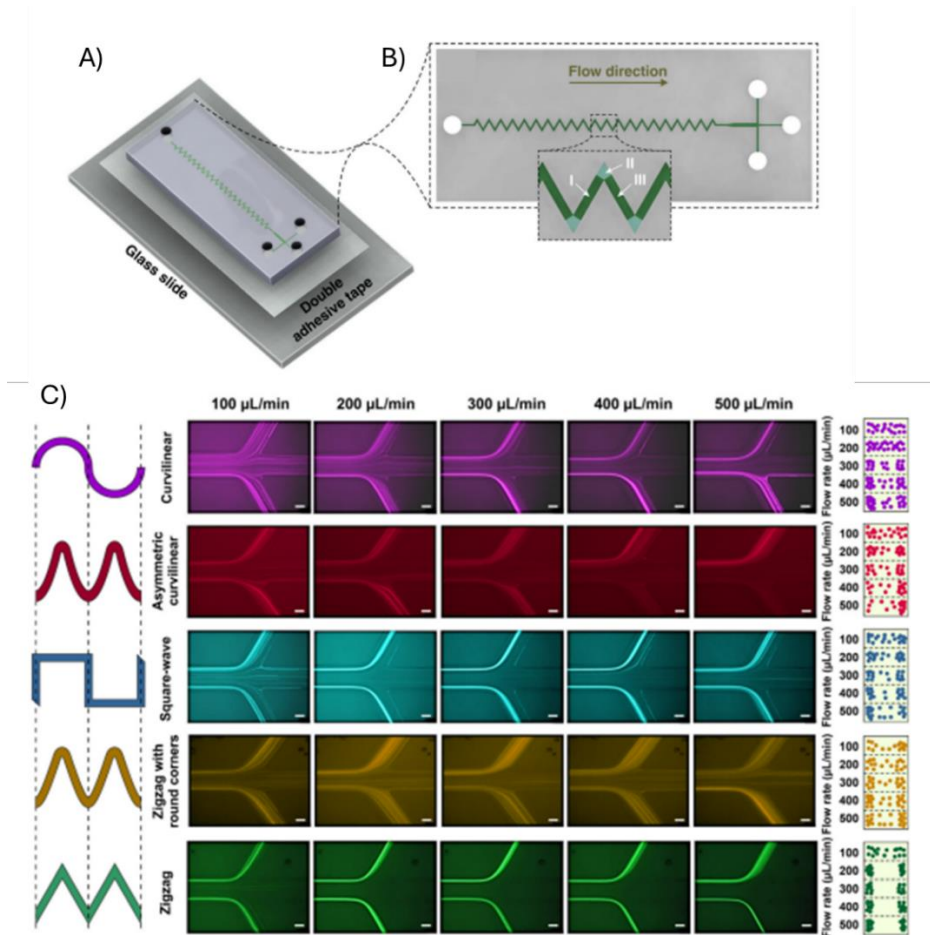 A)
B)
Flow direction
I
II
III
Glass slide
Double
adhesive tape
C)
100 µL/min
200 µL/min
300 µL/min
400 µL/min
500 µL/min
Curvilinear
Flow rate (µL/min)
100
200
300
400
500
Asymmetric
curvilinear
Flow rate (µL/min)
100
200
300
400
500
Square-wave
Flow rate (µL/min)
100
200
300
400
500
Zigzag with
round corners
Flow rate (µL/min)
100
200
300
400
500
Zigzag
Flow rate (µL/min)
100
200
300
400
500